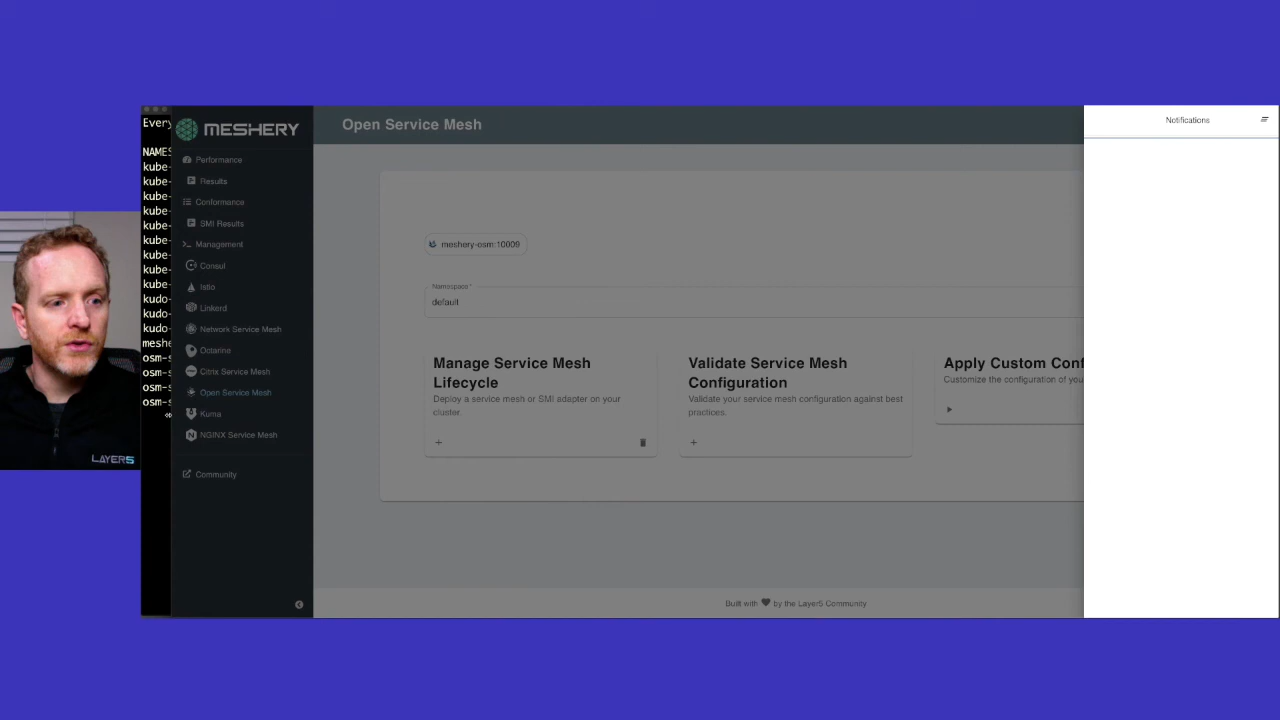 Every
NAMES
kube-
kube-
kube-
kube-
kube-
kube-
kube-
kube-
kube-
kudo-
kudo-
kudo-
meshe
osm-s
osm-s
osm-s
osm-s
MESHERY
Performance
Results
Conformance
SMI Results
Management
Consul
Istio
Linkerd
Network Service Mesh
Octarine
Citrix Service Mesh
Open Service Mesh
Kuma
NGINX Service Mesh
Community
Open Service Mesh
meshery-osm:10009
Namespace *
default
Manage Service Mesh
Lifecycle
Deploy a service mesh or SMI adapter on your
cluster.
Validate Service Mesh
Configuration
Validate your service mesh configuration against best
practices.
Apply Custom Conf
Customize the configuration of your
Built with ♥ by the Layer5 Community
Notifications
LAYER5